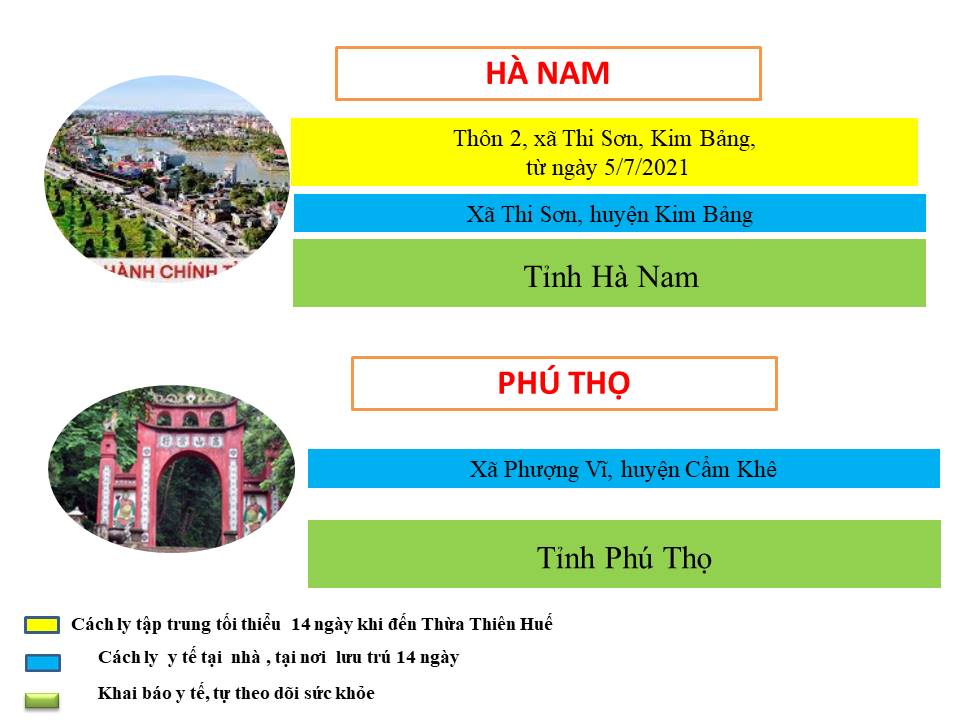 HÀ NAM
Thôn 2, xã Thi Sơn, Kim Bảng,
từ ngày 5/7/2021
Xã Thi Sơn, huyện Kim Bảng
HÀNH CHÍNH T
Tỉnh Hà Nam
PHÚ THỌ
Xã Phượng Vĩ, huyện Cẩm Khê
Tỉnh Phú Thọ
Cách ly tập trung tối thiểu 14 ngày khi đến Thừa Thiên Huế
Cách ly y tế tại nhà , tại nơi lưu trú 14 ngày
Khai báo y tế, tự theo dõi sức khỏe